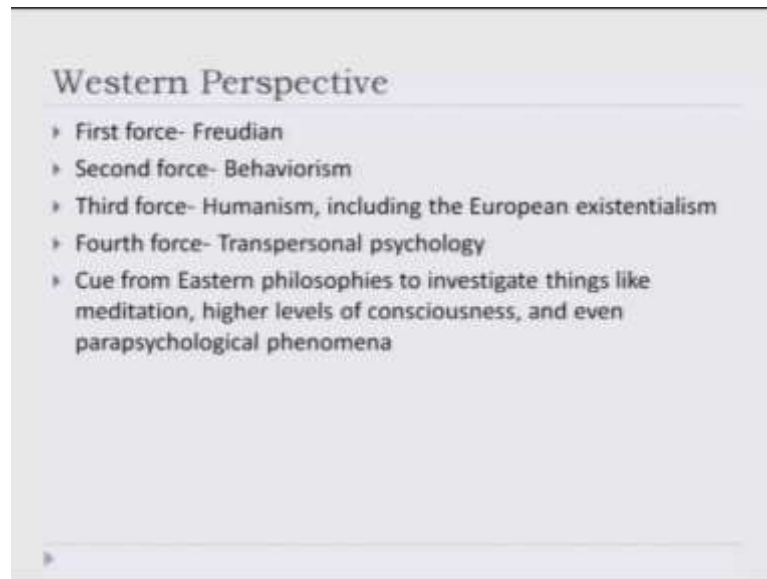 Western Perspective
First force- Freudian
Second force- Behaviorism
Third force- Humanism, including the European existentialism
Fourth force- Transpersonal psychology
Cue from Eastern philosophies to investigate things like
meditation, higher levels of consciousness, and even
parapsychological phenomena